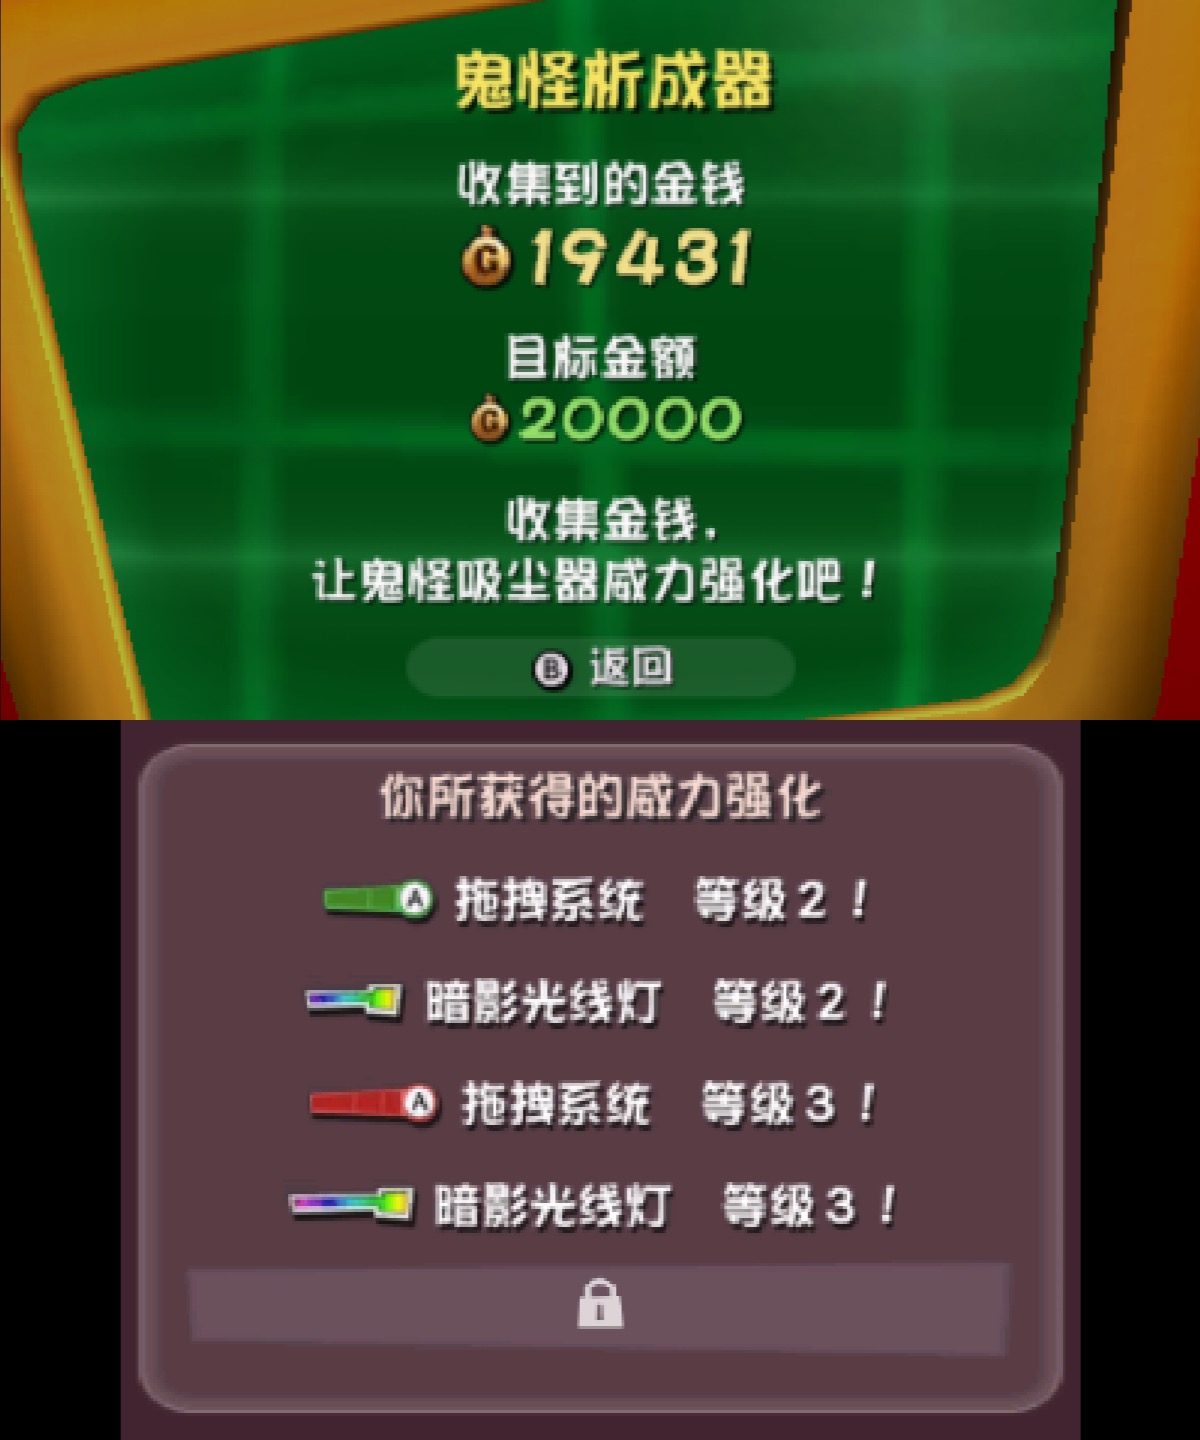 鬼怪析成器
收集到的金钱
G 19431
目标金额
G 20000
收集金钱，
让鬼怪吸尘器威力强化吧！
B 返回
你所获得的威力强化
A 拖拽系统 等级2！
暗影光线灯 等级2！
A 拖拽系统 等级3！
暗影光线灯 等级3！